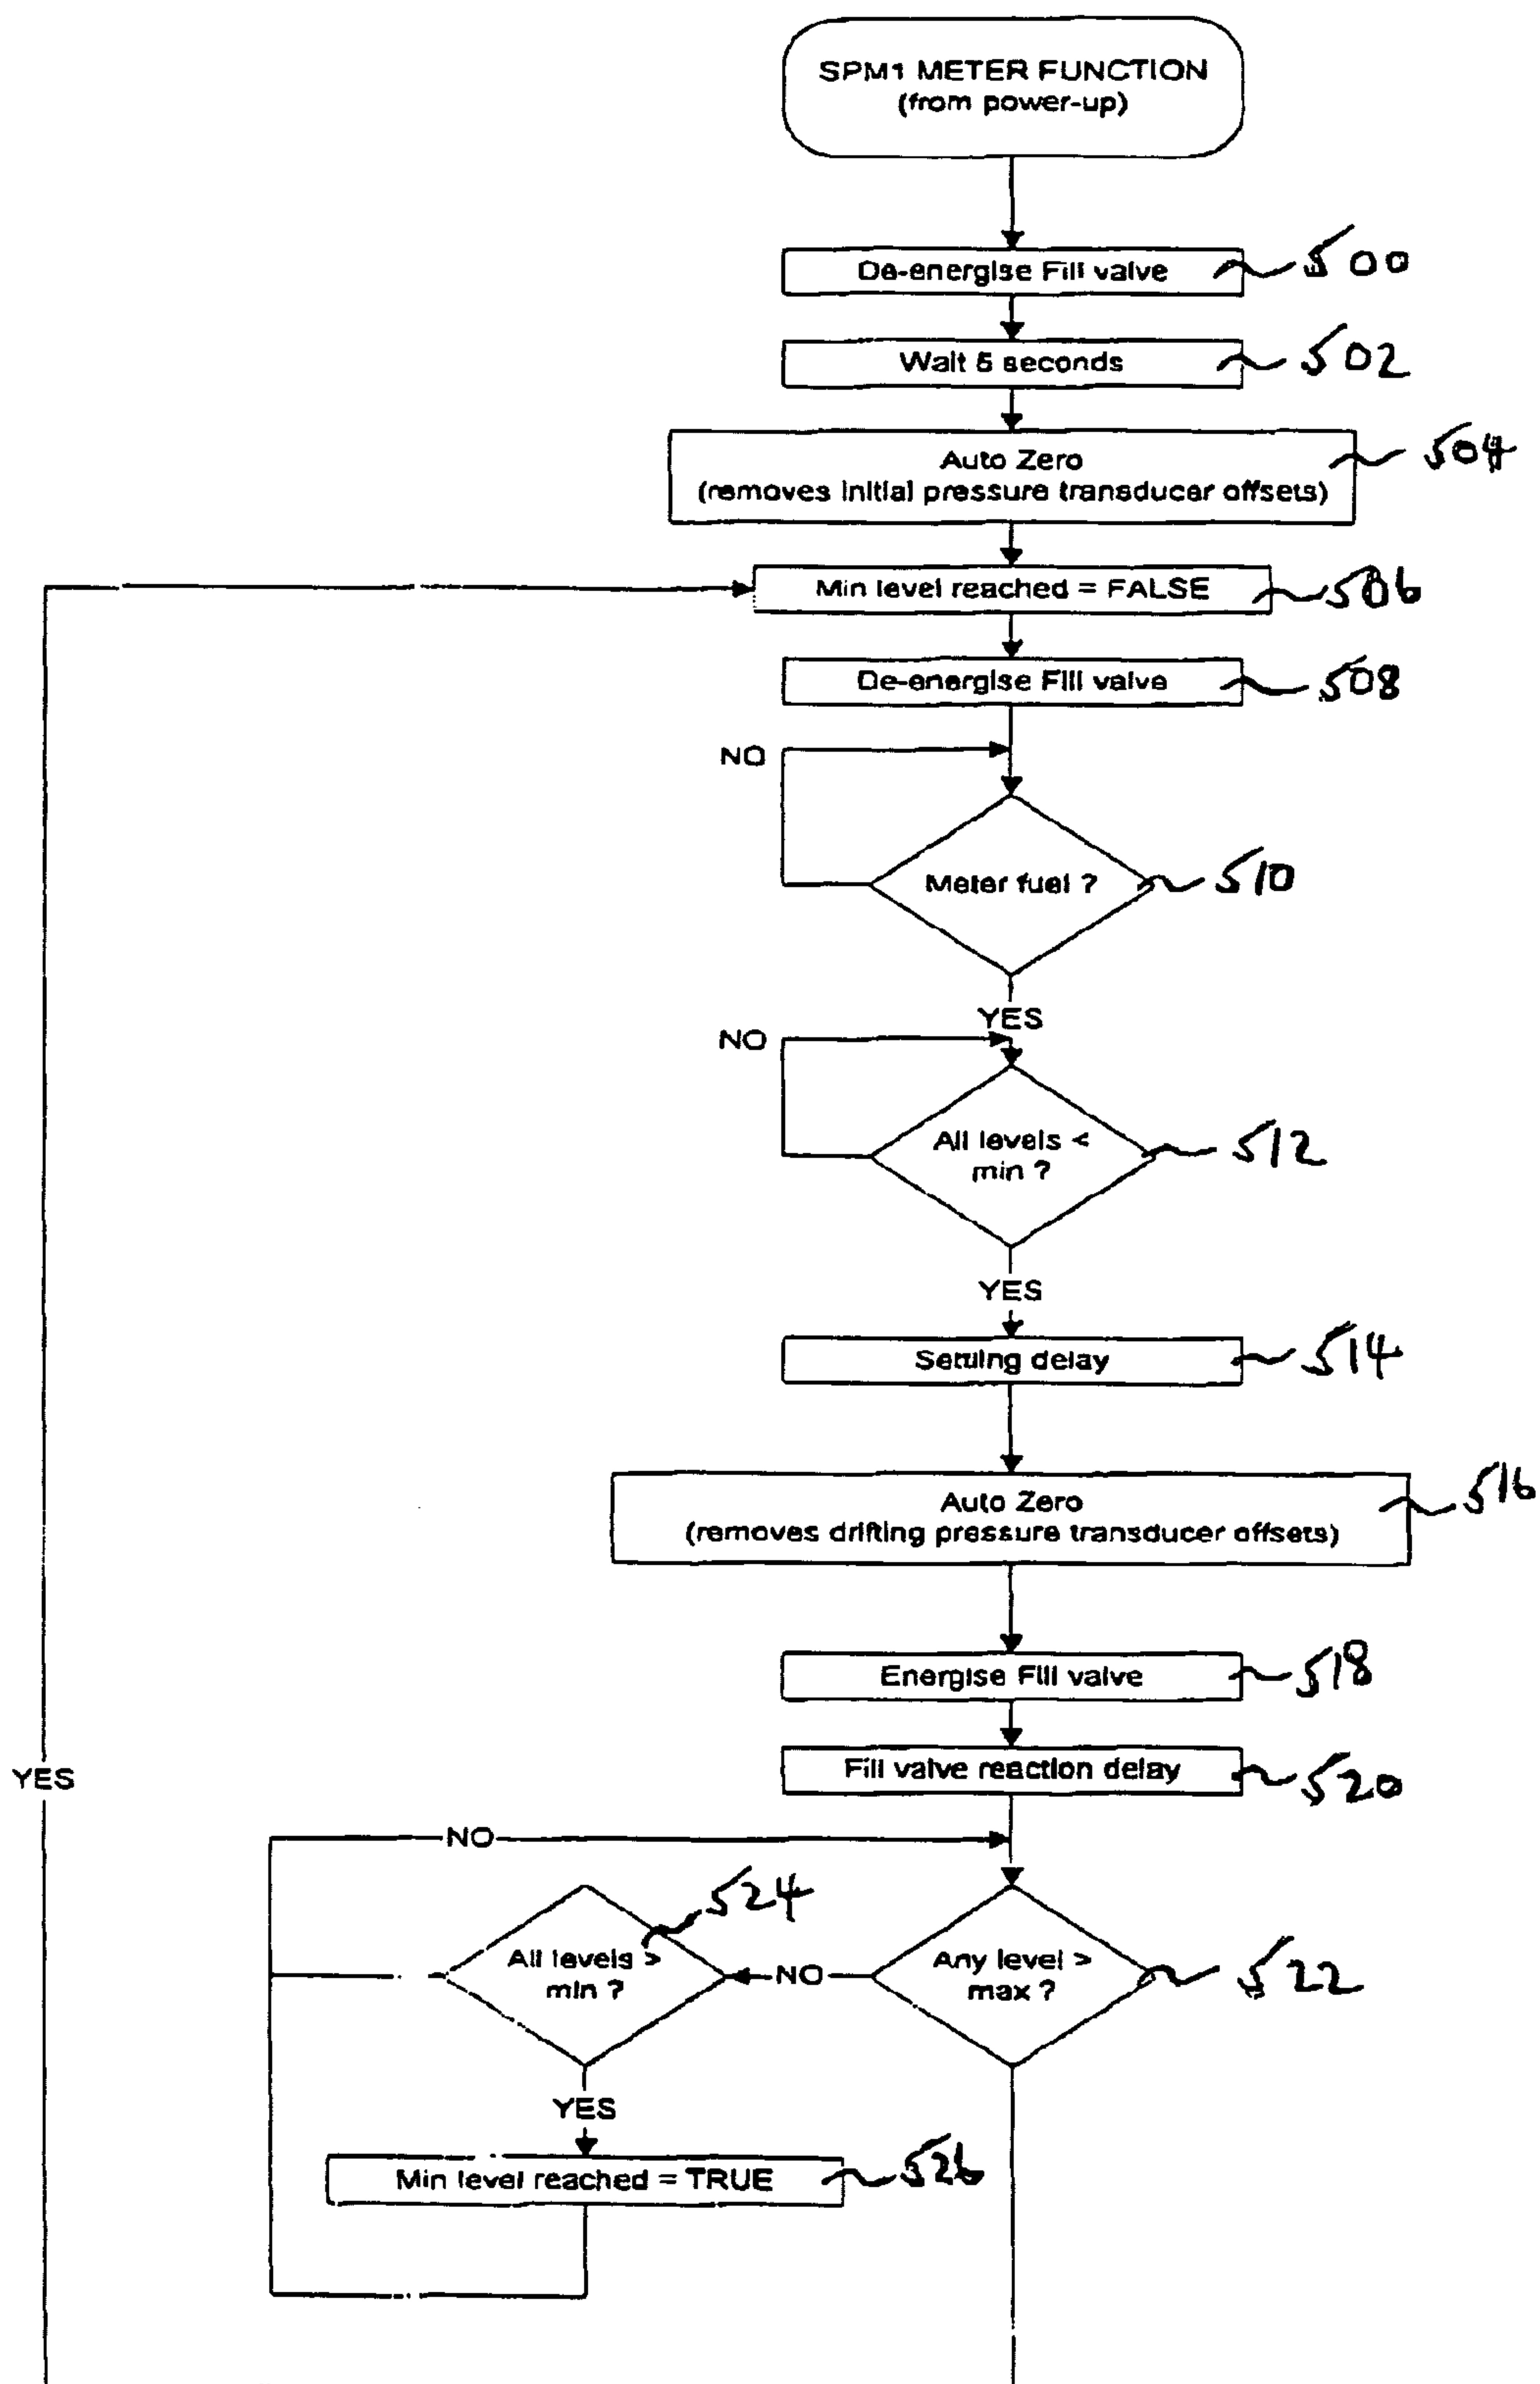 SPM1 METER FUNCTION
(from power-up)
De-energise Fill valve
500
Wait 5 seconds
502
Auto Zero
(removes initial pressure transducer offsets)
504
Min level reached = FALSE
506
De-energise Fill valve
508
NO
Meter fuel ?
510
YES
NO
All levels <
min ?
512
YES
Settling delay
514
Auto Zero
(removes drifting pressure transducer offsets)
516
Energise Fill valve
518
Fill valve reaction delay
520
YES
NO
524
All levels >
min ?
NO
Any level >
max ?
522
YES
Min level reached = TRUE
526